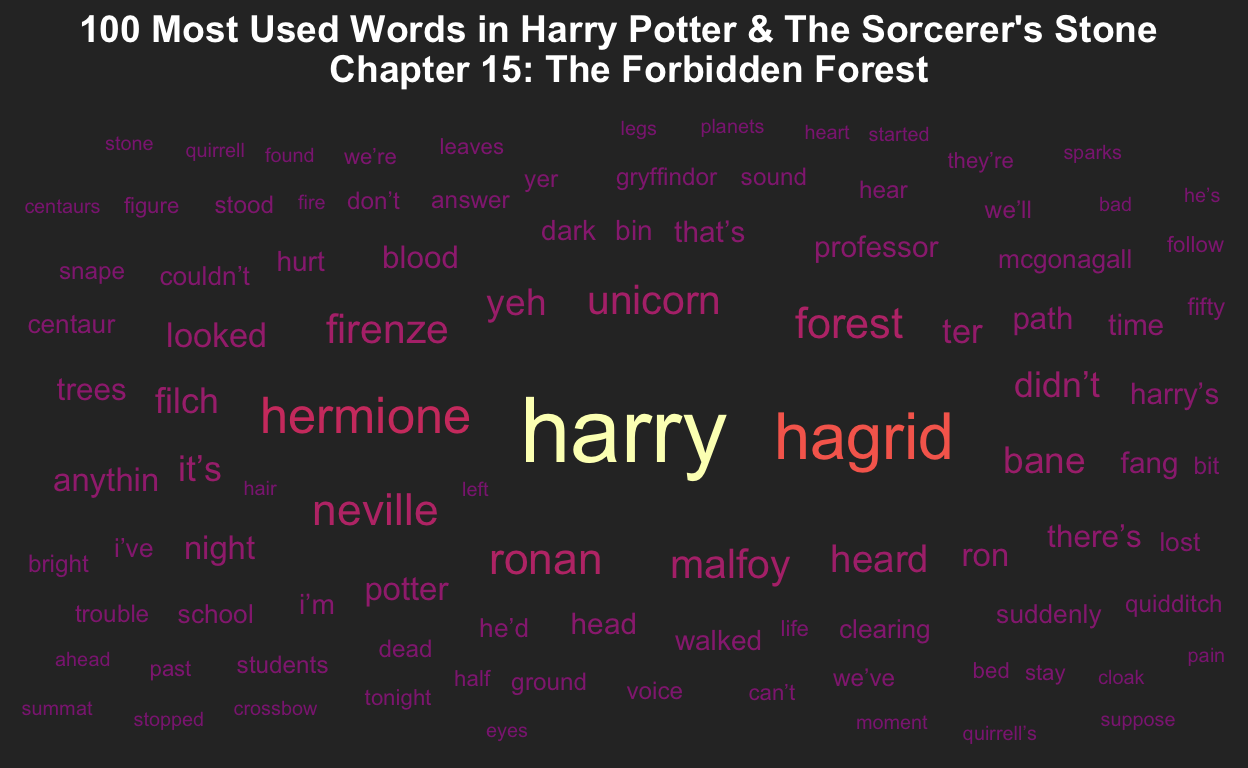 100 Most Used Words in Harry Potter & The Sorcerer's Stone
Chapter 15: The Forbidden Forest
legs planets heart started
stone quirrell found we’re leaves they’re sparks
yer gryffindor sound hear
centaurs figure stood fire don’t answer we’ll bad he’s
dark bin that’s professor follow
snape couldn’t hurt blood mcgonagall
yeh unicorn fifty
centaur looked firenze forest ter path time
trees filch didn’t harry’s
hermione harry hagrid
anythin it’s hair left bane fang bit
neville
bright i’ve night ronan malfoy heard ron there’s lost
potter
trouble school i’m he’d head walked life clearing suddenly quidditch
ahead past students dead pain
half ground voice can’t we’ve bed stay cloak
summat stopped crossbow tonight
eyes moment quirrell’s suppose